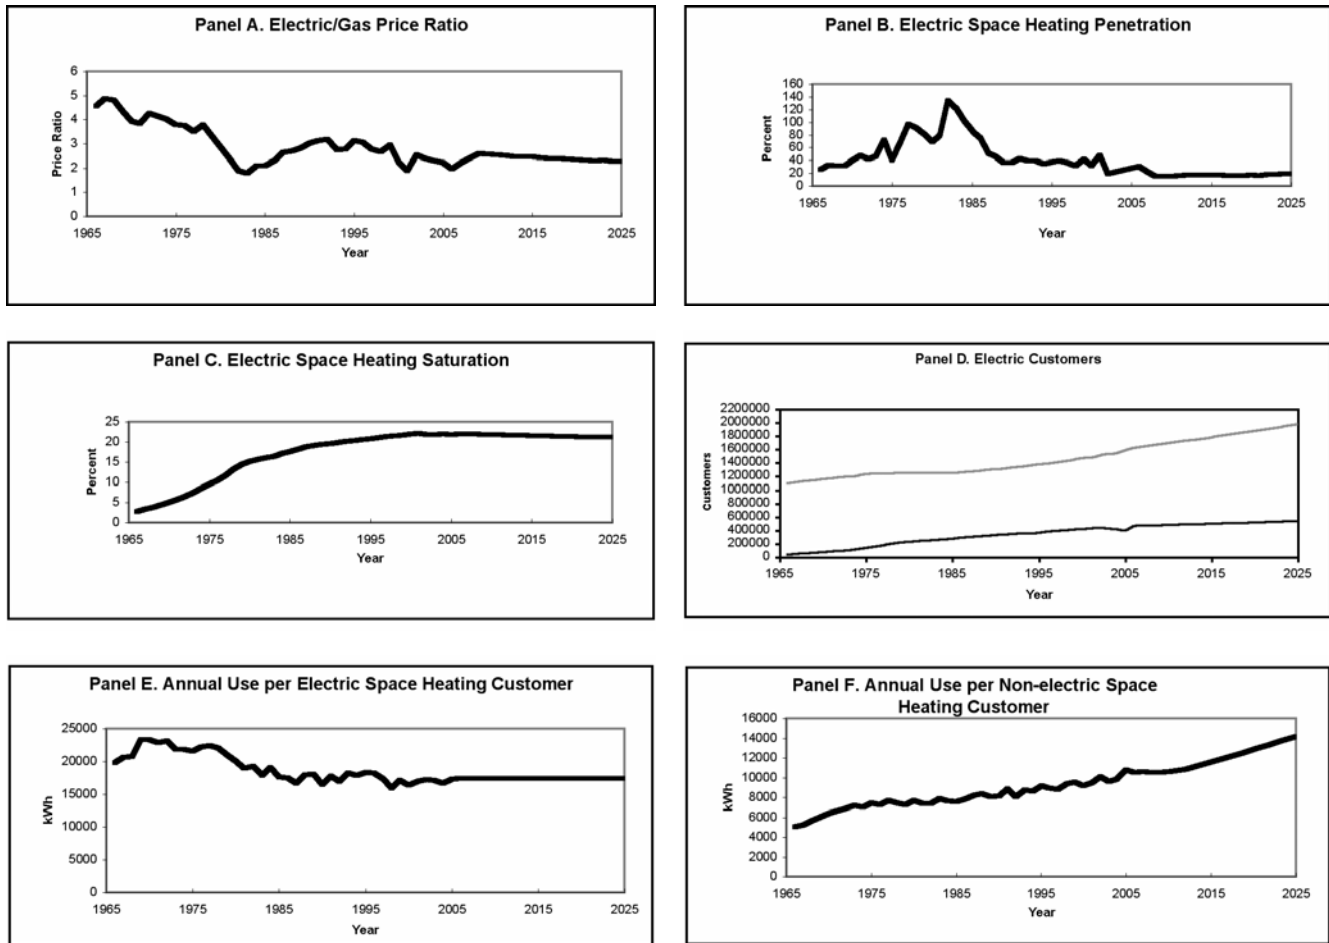 Panel A. Electric/Gas Price Ratio
Price Ratio
6
5
4
3
2
1
0
1965 1975 1985 1995 2005 2015 2025
Year
Panel B. Electric Space Heating Penetration
Percent
160
140
120
100
80
60
40
20
0
1965 1975 1985 1995 2005 2015 2025
Year
Panel C. Electric Space Heating Saturation
Percent
25
20
15
10
5
0
1965 1975 1985 1995 2005 2015 2025
Year
Panel D. Electric Customers
customers
2200000
2000000
1800000
1600000
1400000
1200000
1000000
800000
600000
400000
200000
0
1965 1975 1985 1995 2005 2015 2025
Year
Panel E. Annual Use per Electric Space Heating Customer
kWh
25000
20000
15000
10000
5000
0
1965 1975 1985 1995 2005 2015 2025
Year
Panel F. Annual Use per Non-electric Space
Heating Customer
kWh
16000
14000
12000
10000
8000
6000
4000
2000
0
1965 1975 1985 1995 2005 2015 2025
Year